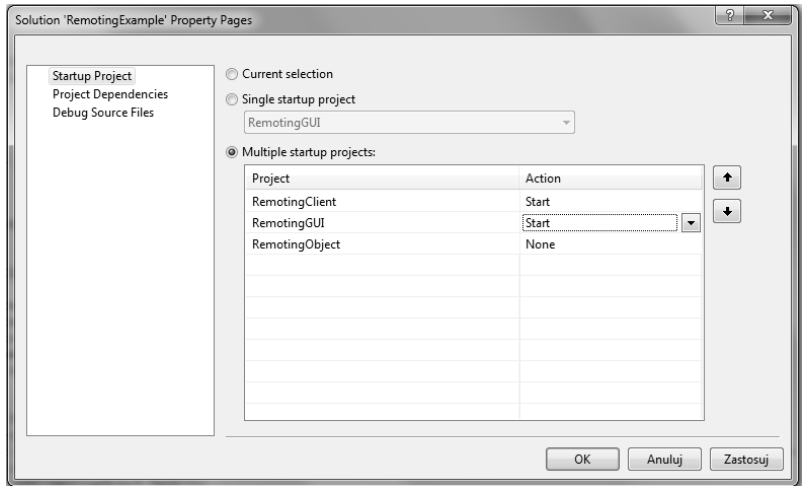 Solution 'RemotingExample' Property Pages
Startup Project
Project Dependencies
Debug Source Files
Current selection
Single startup project
RemotingGUI
Multiple startup projects:
Project Action
RemotingClient Start
RemotingGUI Start
RemotingObject None
OK Anuluj Zastosuj